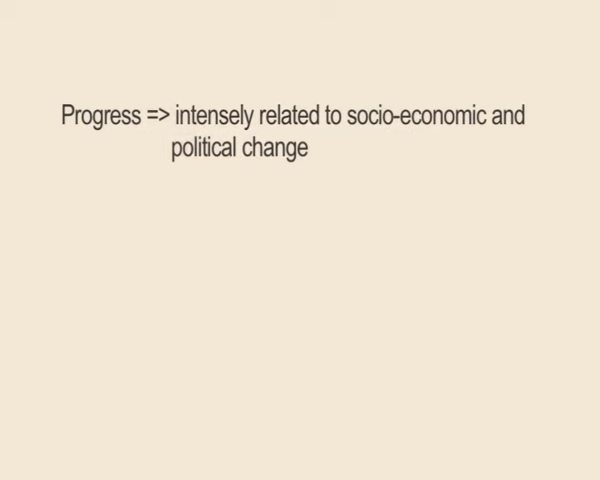 Progress => intensely related to socio-economic and
political change